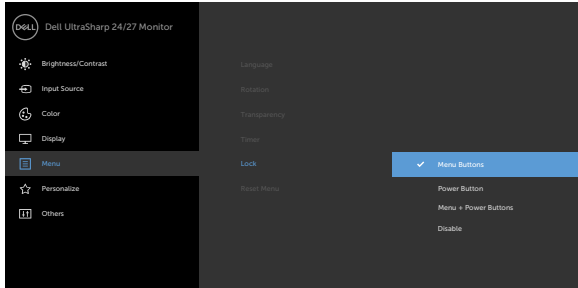 DELL Dell UltraSharp 24/27 Monitor
Brightness/Contrast
Input Source
Color
Display
Menu
Personalize
Others
Language
Rotation
Transparency
Timer
Lock
Reset Menu
Menu Buttons
Power Button
Menu + Power Buttons
Disable